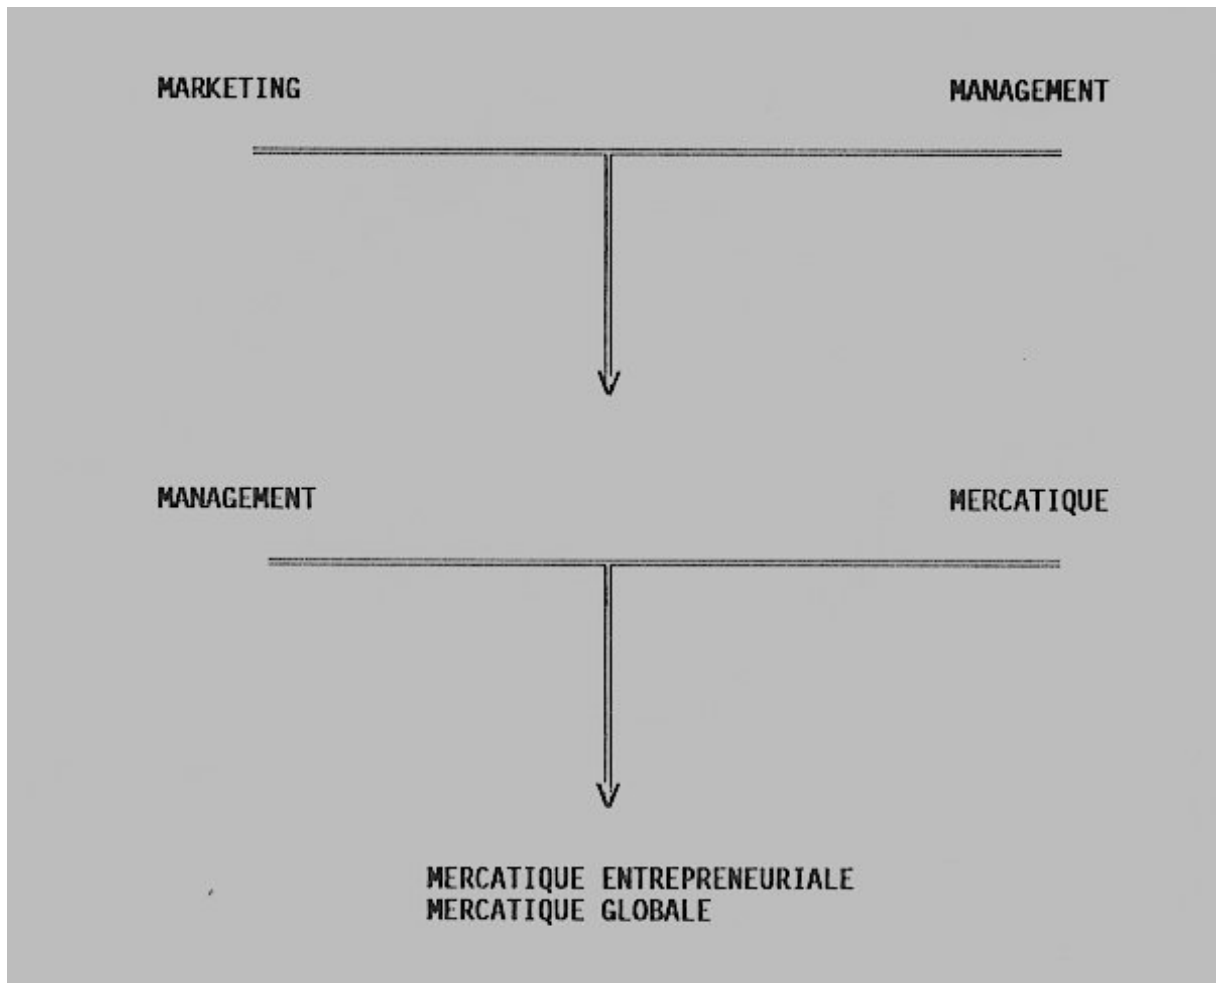 MARKETING MANAGEMENT
MANAGEMENT MERCATIQUE
MERCATIQUE ENTREPRENEURIALE
MERCATIQUE GLOBALE